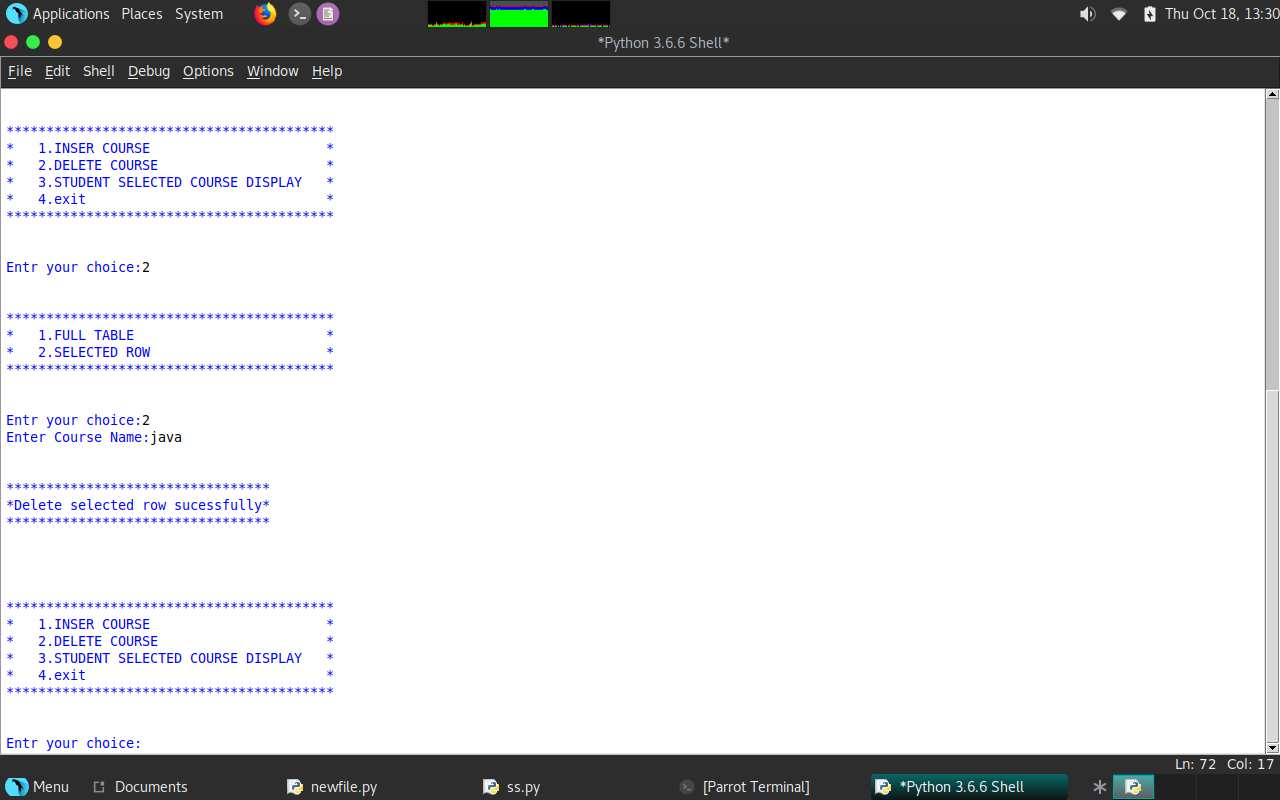 Applications Places System Thu Oct 18, 13:30
*Python 3.6.6 Shell*
File Edit Shell Debug Options Window Help
*****************************************
*   1.INSER COURSE                      *
*   2.DELETE COURSE                     *
*   3.STUDENT SELECTED COURSE DISPLAY   *
*   4.exit                              *
*****************************************
Entr your choice:2
*****************************************
*   1.FULL TABLE                        *
*   2.SELECTED ROW                      *
*****************************************
Entr your choice:2
Enter Course Name:java
*********************************
*Delete selected row sucessfully*
*********************************
*****************************************
*   1.INSER COURSE                      *
*   2.DELETE COURSE                     *
*   3.STUDENT SELECTED COURSE DISPLAY   *
*   4.exit                              *
*****************************************
Entr your choice:
Ln: 72 Col: 17
Menu Documents newfile.py ss.py [Parrot Terminal] *Python 3.6.6 Shell*